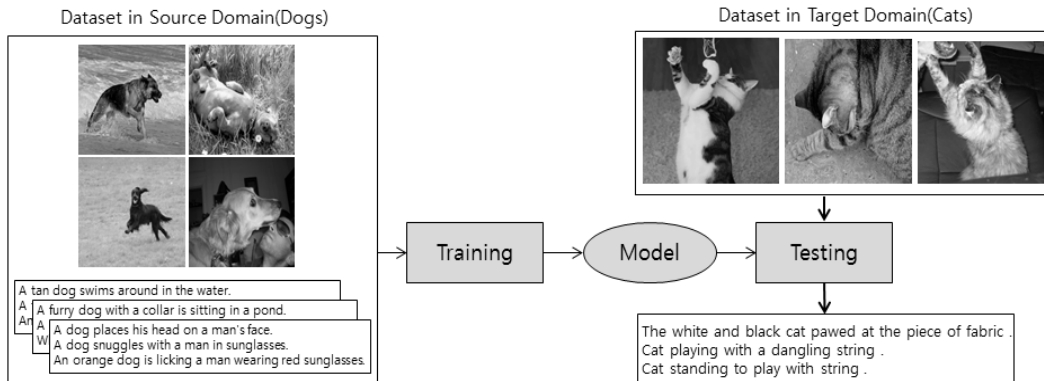 Dataset in Source Domain(Dogs)
Dataset in Target Domain(Cats)
Training
Model
Testing
A tan dog swims around in the water.
A
An
A furry dog with a collar is sitting in a pond.
A
W
A dog places his head on a man's face.
A dog snuggles with a man in sunglasses.
An orange dog is licking a man wearing red sunglasses.
The white and black cat pawed at the piece of fabric .
Cat playing with a dangling string .
Cat standing to play with string .